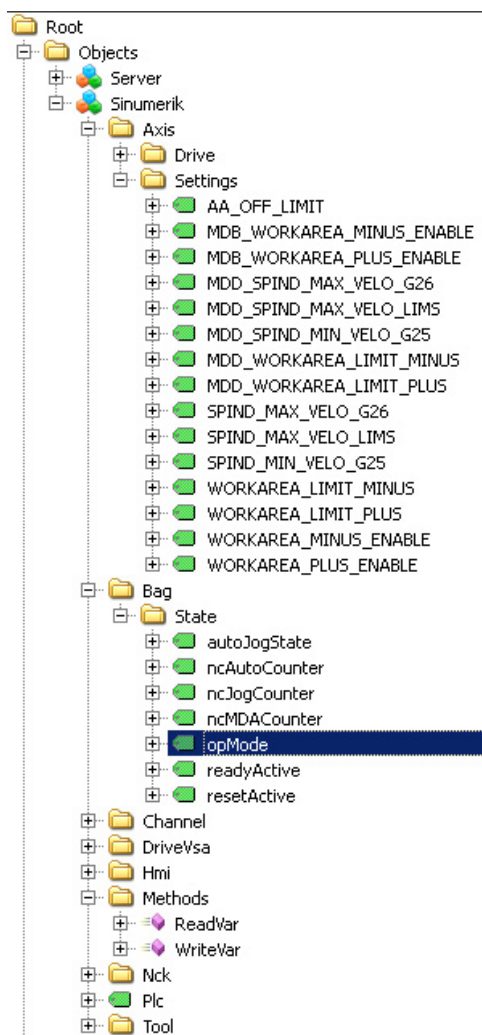 Root
Objects
Server
Sinumerik
Axis
Drive
Settings
AA_OFF_LIMIT
MDB_WORKAREA_MINUS_ENABLE
MDB_WORKAREA_PLUS_ENABLE
MDD_SPIND_MAX_VELO_G26
MDD_SPIND_MAX_VELO_LIMS
MDD_SPIND_MIN_VELO_G25
MDD_WORKAREA_LIMIT_MINUS
MDD_WORKAREA_LIMIT_PLUS
SPIND_MAX_VELO_G26
SPIND_MAX_VELO_LIMS
SPIND_MIN_VELO_G25
WORKAREA_LIMIT_MINUS
WORKAREA_LIMIT_PLUS
WORKAREA_MINUS_ENABLE
WORKAREA_PLUS_ENABLE
Bag
State
autoJogState
ncAutoCounter
ncJogCounter
ncMDACounter
opMode
readyActive
resetActive
Channel
DriveVsa
Hmi
Methods
ReadVar
WriteVar
Nck
Plc
Tool